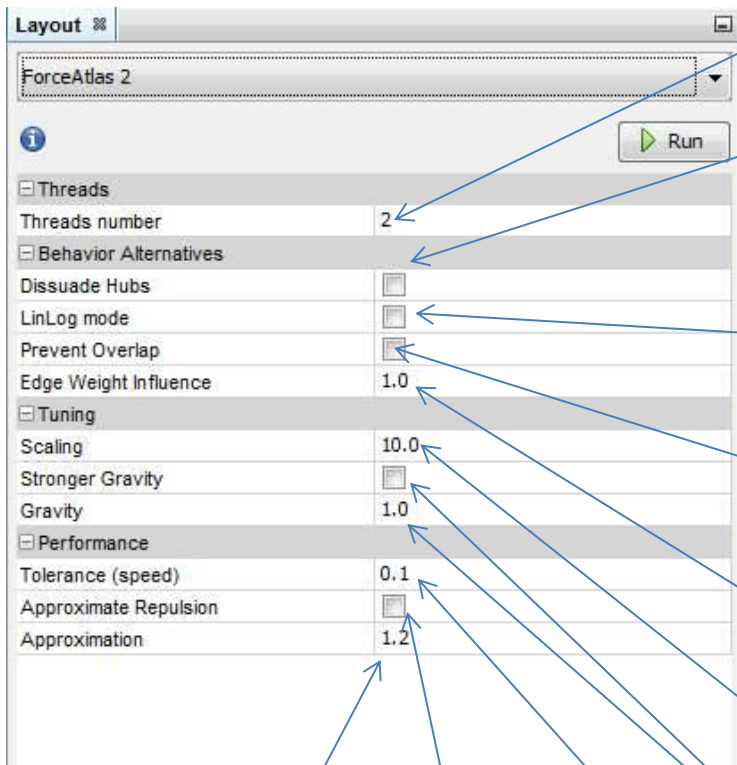 Layout
ForceAtlas 2
Run
Threads
Threads number 2
Behavior Alternatives
Dissuade Hubs
LinLog mode
Prevent Overlap
Edge Weight Influence 1.0
Tuning
Scaling 10.0
Stronger Gravity
Gravity 1.0
Performance
Tolerance (speed) 0.1
Approximate Repulsion
Approximation 1.2